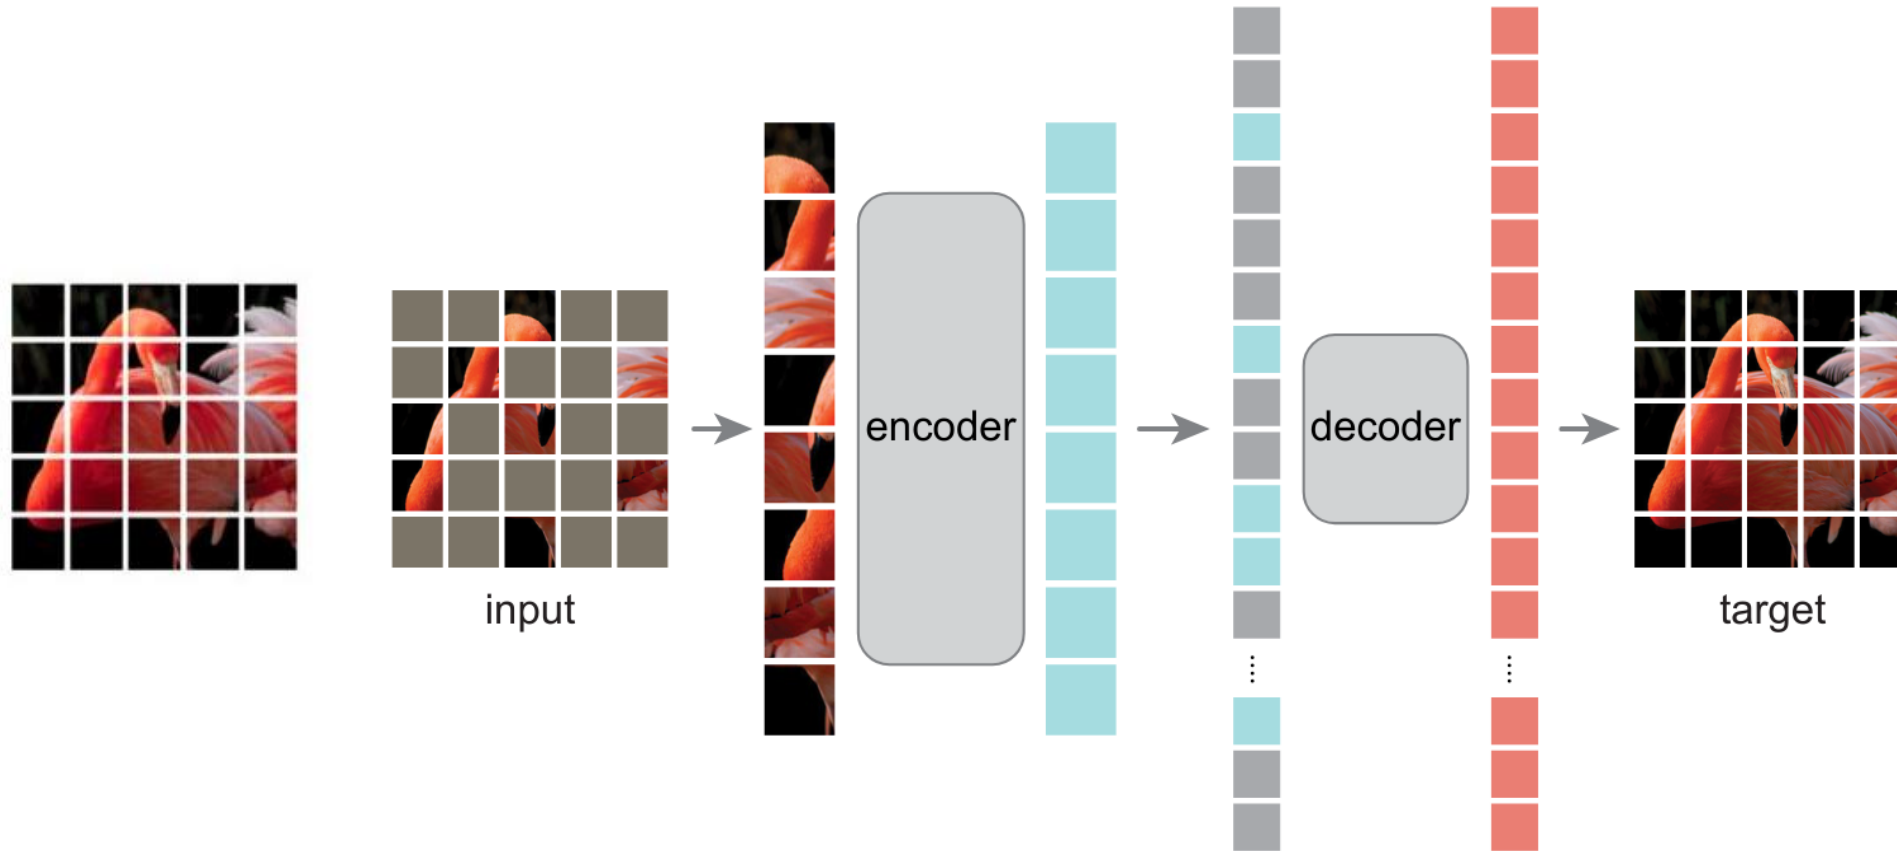 input
encoder
decoder
target